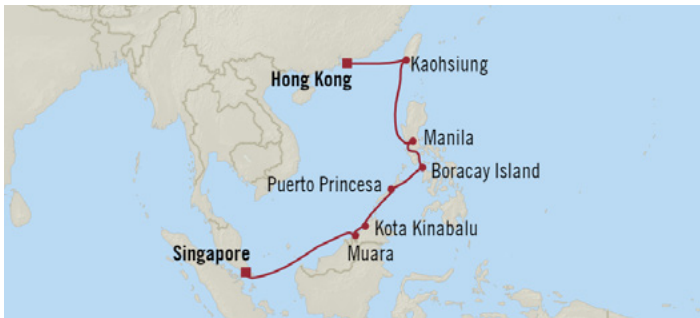 Hong Kong
Kaohsiung
Manila
Boracay Island
Puerto Princesa
Kota Kinabalu
Singapore
Muara